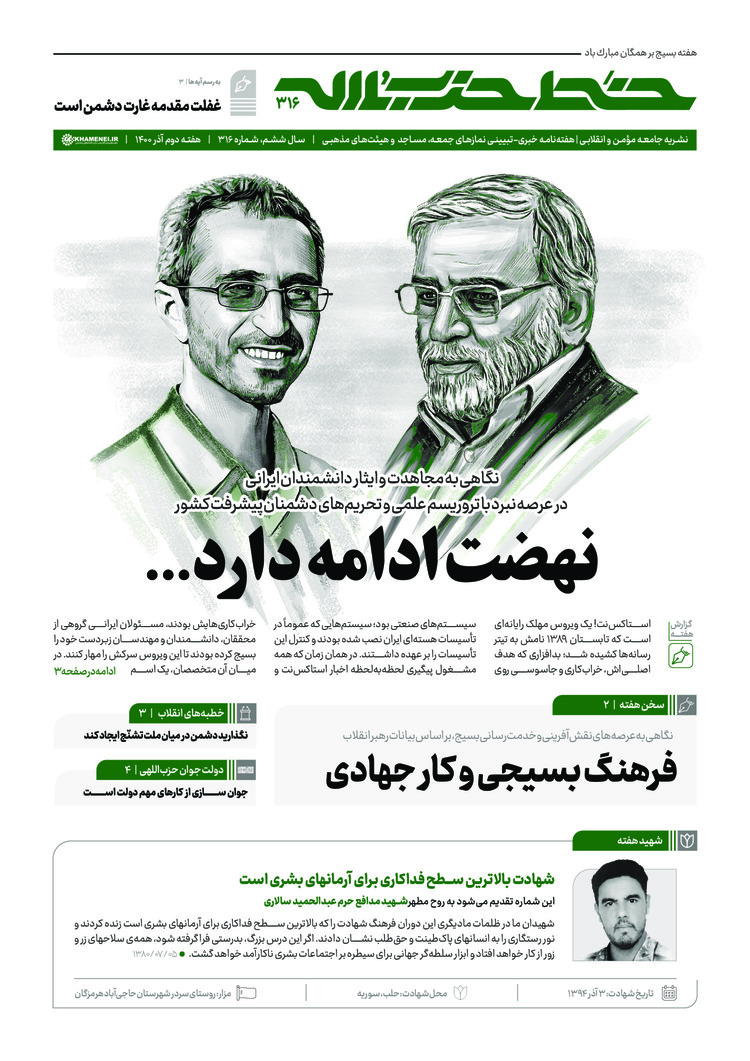 هفته بسیج بر همگان مبارک باد
خط حزب‌الله
۳۱۶
به رسم آیه‌ها | ۳
غفلت مقدمه غارت دشمن است
نشریه جامعه مؤمن و انقلابی | هفته‌نامه خبری-تبیینی نمازهای جمعه، مساجد و هیئت‌های مذهبی | سال ششم، شماره ۳۱۶ | هفته دوم آذر ۱۴۰۰ | KHAMENEI.IR
نگاهی به مجاهدت و ایثار دانشمندان ایرانی
در عرصه نبرد با تروریسم علمی و تحریم‌های دشمنان پیشرفت کشور
نهضت ادامه دارد...
گزارش
هفته
استاکس‌نت! یک ویروس مهلک رایانه‌ای
است که تابستان ۱۳۸۹ نامش به تیتر
رسانه‌ها کشیده شد؛ بدافزاری که هدف
اصلی‌اش، خراب‌کاری و جاسوسی روی
سیستم‌های صنعتی بود؛ سیستم‌هایی که عموماً در
تأسیسات هسته‌ای ایران نصب شده بودند و کنترل این
تأسیسات را بر عهده داشتند. در همان زمان که همه
مشغول پیگیری لحظه‌به‌لحظه اخبار استاکس‌نت و
خراب‌کاری‌هایش بودند، مسئولان ایرانی گروهی از
محققان، دانشمندان و مهندسان زبردست خود را
بسیج کرده بودند تا این ویروس سرکش را مهار کنند. در
میان آن متخصصان، یک اسم ادامه در صفحه ۳
سخن هفته | ۲
نگاهی به عرصه‌های نقش‌آفرینی و خدمت‌رسانی بسیج، بر اساس بیانات رهبر انقلاب
فرهنگ بسیجی و کار جهادی
خطبه‌های انقلاب | ۳
نگذارید دشمن در میان ملت تشنّج ایجاد کند
دولت جوان حزب‌اللهی | ۴
جوان سازی از کارهای مهم دولت است
شهید هفته
شهادت بالاترین سطح فداکاری برای آرمانهای بشری است
این شماره تقدیم می‌شود به روح مطهر شهید مدافع حرم عبدالحمید سالاری
شهیدان ما در ظلمات مادیگری این دوران فرهنگ شهادت را که بالاترین سطح فداکاری برای آرمانهای بشری است زنده کردند و
نور رستگاری را به انسانهای پاک‌طینت و حق‌طلب نشان دادند. اگر این درس بزرگ، بدرستی فرا گرفته شود، همه‌ی سلاحهای زر و
زور از کار خواهد افتاد و ابزار سلطه‌گر جهانی برای سیطره بر اجتماعات بشری ناکارآمد خواهد گشت. ● ۱۳۸۰/۰۷/۰۵
تاریخ شهادت: ۳ آذر ۱۳۹۴ | محل شهادت: حلب، سوریه | مزار: روستای سردر شهرستان حاجی‌آباد هرمزگان